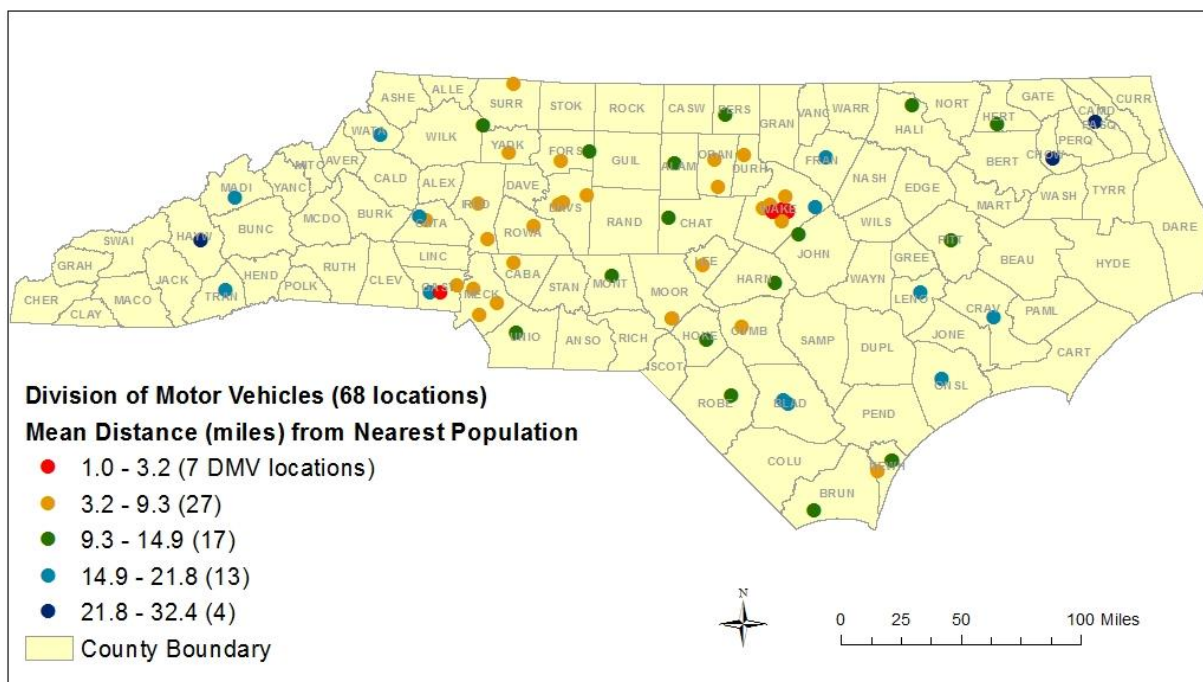 ALLE
ASHE
SURR
STOK
ROCK
CASW
PERS
GRAN
VANC
WARR
NORT
HALI
HERT
GATE
CAMD
CURR
PASQ
PERQ
CHOW
BERT
WATA
WILK
YADK
FORS
GUIL
ALAM
ORAN
DURH
FRAN
NASH
EDGE
MART
WASH
TYRR
DARE
MITC
AVER
CALD
ALEX
IRED
DAVE
DAVS
RAND
CHAT
WAKE
WILS
PITT
BEAU
HYDE
MADI
YANC
MCDO
BURK
CATA
ROWA
JOHN
GREE
SWAI
HAYW
BUNC
LINC
LEE
HARN
WAYN
LENO
CRAV
PAML
GRAH
JACK
HEND
RUTH
CLEV
GAST
MECK
CABA
STAN
MONT
MOOR
TRAN
POLK
CHER
CLAY
MACO
UNIO
ANSO
RICH
SCOT
HOKE
CUMB
SAMP
DUPL
JONE
ONSL
CART
ROBE
BLAD
PEND
COLU
BRUN
NEWH
Division of Motor Vehicles (68 locations)
Mean Distance (miles) from Nearest Population
1.0 - 3.2 (7 DMV locations)
3.2 - 9.3 (27)
9.3 - 14.9 (17)
14.9 - 21.8 (13)
21.8 - 32.4 (4)
County Boundary
N
0 25 50 100 Miles